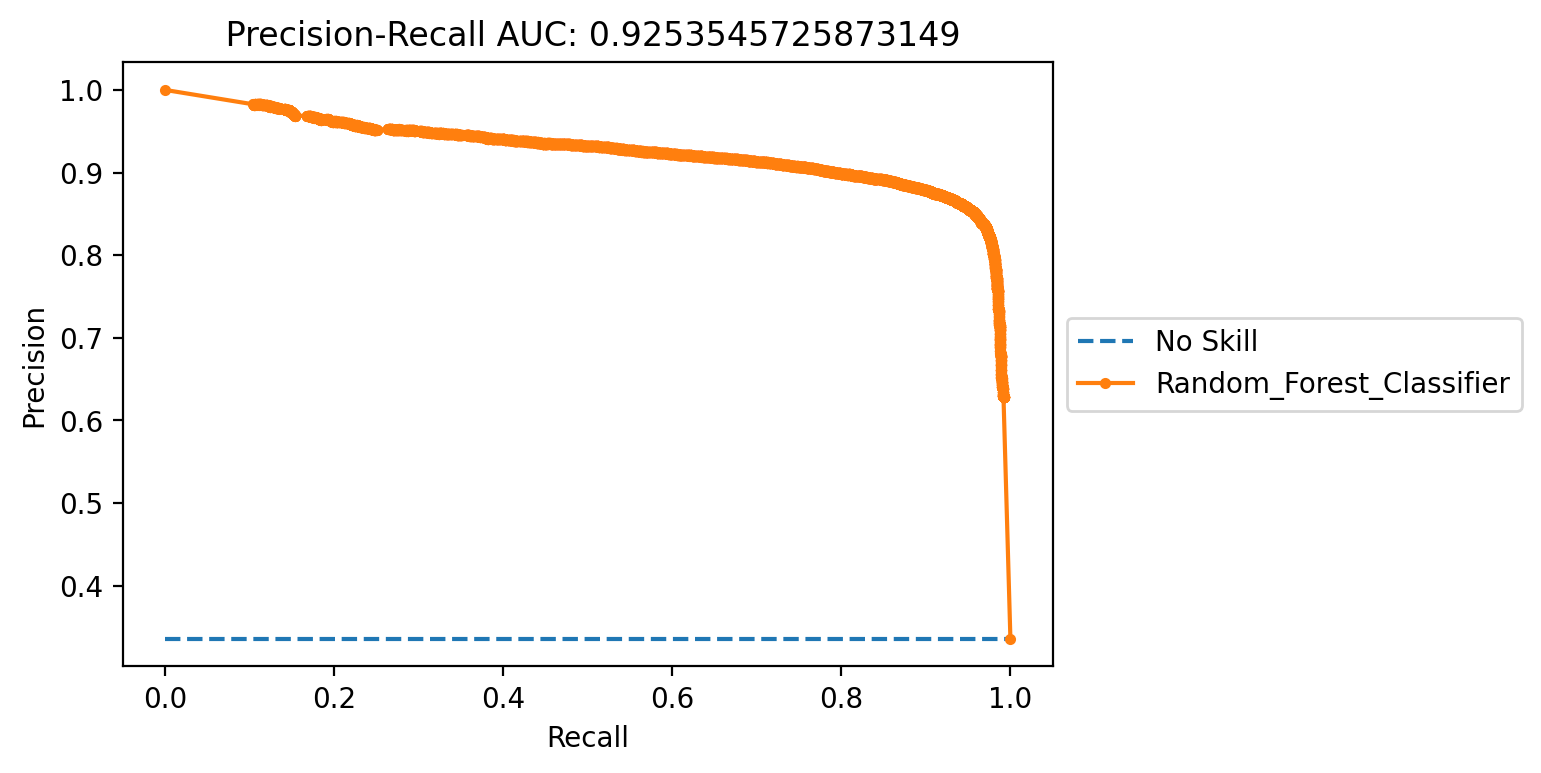 Precision-Recall AUC: 0.9253545725873149
1.0
0.9
0.8
0.7
0.6
0.5
0.4
Precision
0.0 0.2 0.4 0.6 0.8 1.0
Recall
No Skill
Random_Forest_Classifier